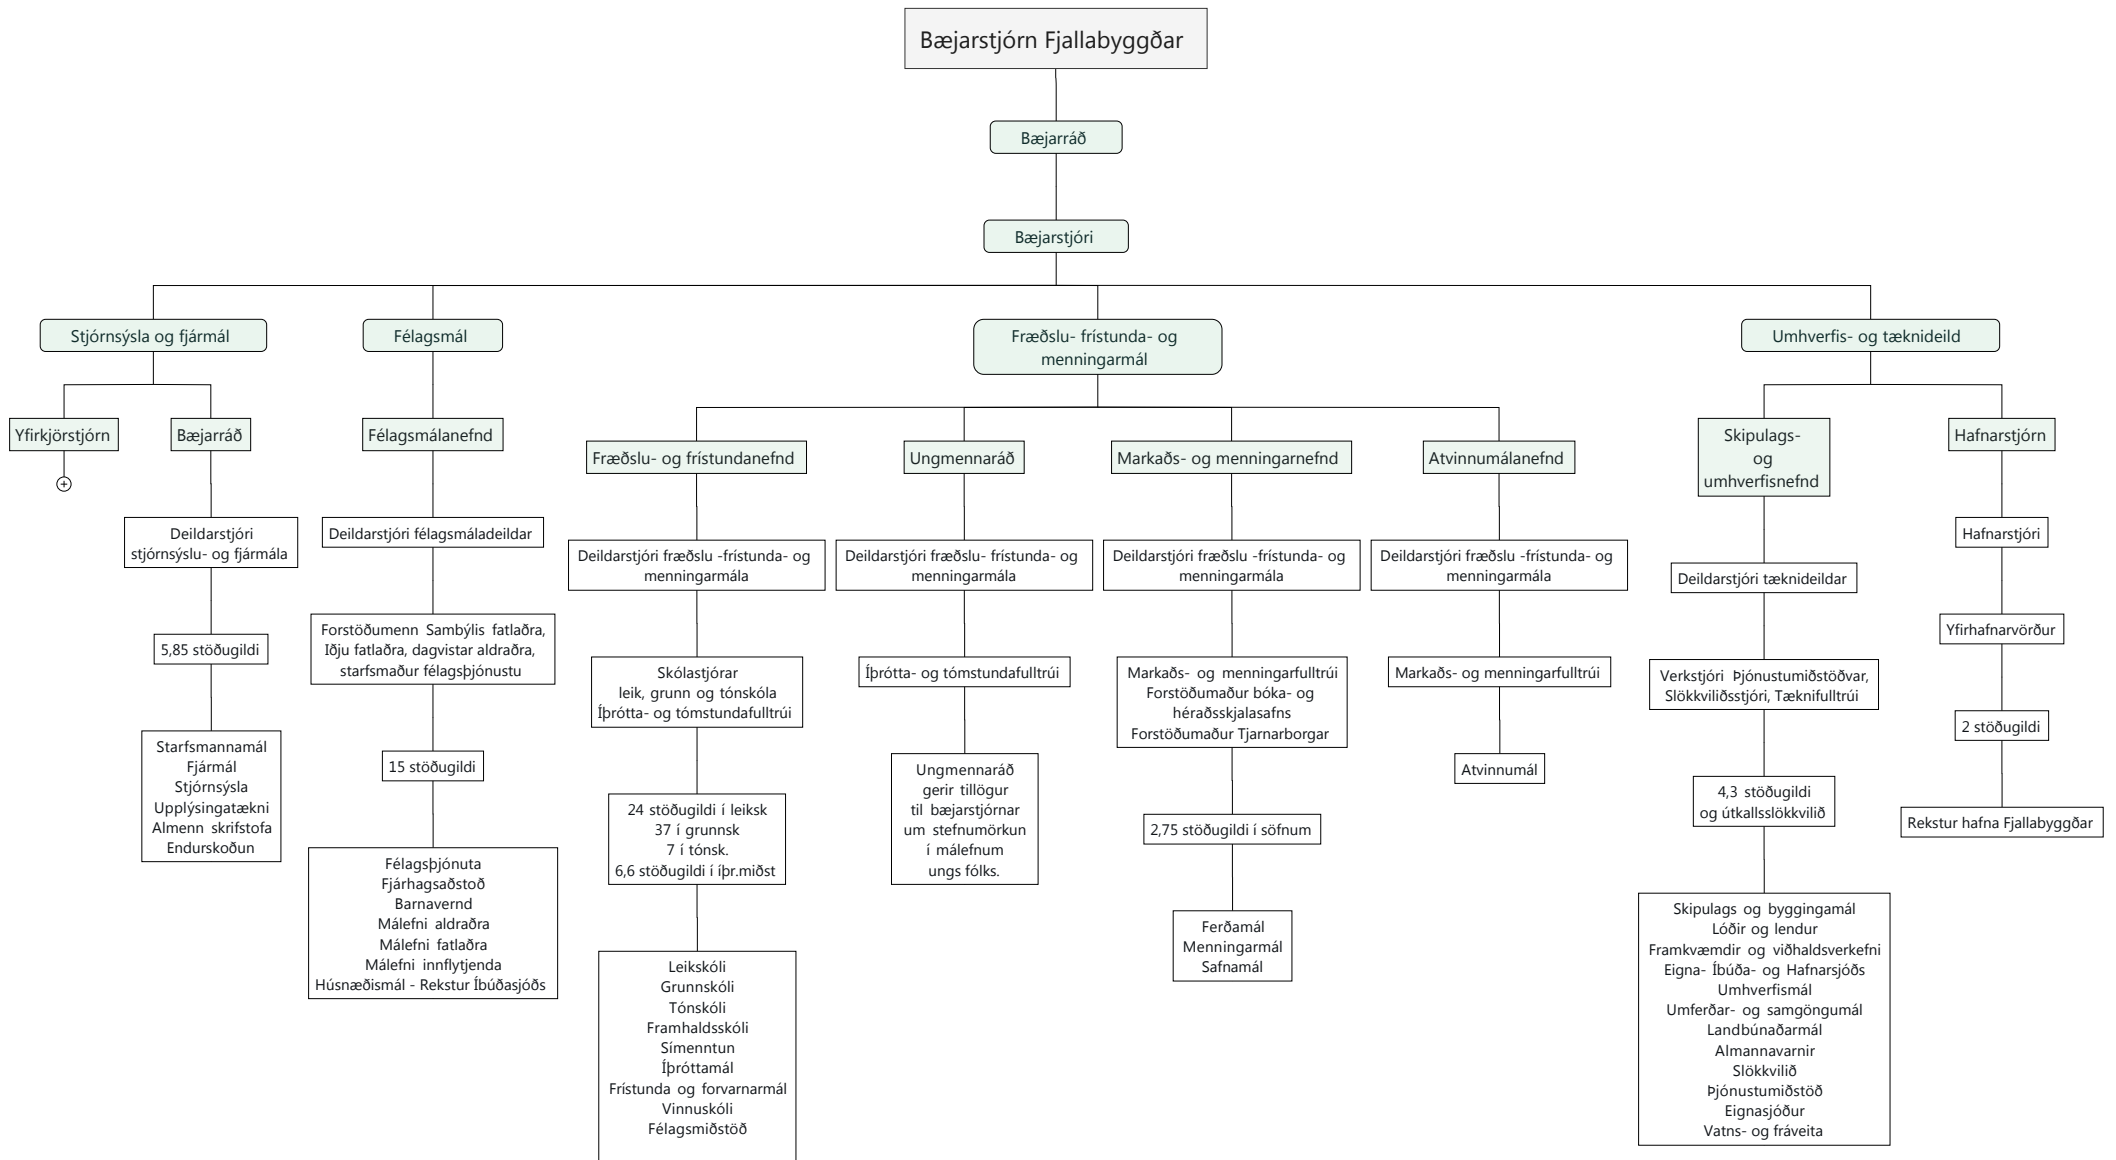 Bæjarstjórn Fjallabyggðar
Bæjarráð
Bæjarstjóri
Stjórnsýsla og fjármál
Félagsmál
Fræðslu- frístunda- og
menningarmál
Umhverfis- og tæknideild
Yfirkjörstjórn
Bæjarráð
Deildarstjóri
stjórnsýslu- og fjármála
5,85 stöðugildi
Starfsmannamál
Fjármál
Stjórnsýsla
Upplýsingatækni
Almenn skrifstofa
Endurskoðun
Félagsmálanefnd
Deildarstjóri félagsmáladeildar
Forstöðumenn Sambýlis fatlaðra,
Iðju fatlaðra, dagvistar aldraðra,
starfsmaður félagsþjónustu
15 stöðugildi
Félagsþjónuta
Fjárhagsaðstoð
Barnavernd
Málefni aldraðra
Málefni fatlaðra
Málefni innflytjenda
Húsnæðismál - Rekstur Íbúðasjóðs
Fræðslu- og frístundanefnd
Deildarstjóri fræðslu -frístunda- og
menningarmála
Skólastjórar
leik, grunn og tónskóla
Íþrótta- og tómstundafulltrúi
24 stöðugildi í leiksk
37 í grunnsk
7 í tónsk.
6,6 stöðugildi í íþr.miðst
Leikskóli
Grunnskóli
Tónskóli
Framhaldsskóli
Símenntun
Íþróttamál
Frístunda og forvarnarmál
Vinnuskóli
Félagsmiðstöð
Ungmennaráð
Deildarstjóri fræðslu- frístunda- og
menningarmála
Íþrótta- og tómstundafulltrúi
Ungmennaráð
gerir tillögur
til bæjarstjórnar
um stefnumörkun
í málefnum
ungs fólks.
Markaðs- og menningarnefnd
Deildarstjóri fræðslu -frístunda- og
menningarmála
Markaðs- og menningarfulltrúi
Forstöðumaður bóka- og
héraðsskjalasafns
Forstöðumaður Tjarnarborgar
2,75 stöðugildi í söfnum
Ferðamál
Menningarmál
Safnamál
Atvinnumálanefnd
Deildarstjóri fræðslu -frístunda- og
menningarmála
Markaðs- og menningarfulltrúi
Atvinnumál
Skipulags-
og
umhverfisnefnd
Deildarstjóri tæknideildar
Verkstjóri Þjónustumiðstöðvar,
Slökkviliðsstjóri, Tæknifulltrúi
4,3 stöðugildi
og útkallsslökkvilið
Skipulags og byggingamál
Lóðir og lendur
Framkvæmdir og viðhaldsverkefni
Eigna- Íbúða- og Hafnarsjóðs
Umhverfismál
Umferðar- og samgöngumál
Landbúnaðarmál
Almannavarnir
Slökkvilið
Þjónustumiðstöð
Eignasjóður
Vatns- og fráveita
Hafnarstjórn
Hafnarstjóri
Yfirhafnarvörður
2 stöðugildi
Rekstur hafna Fjallabyggðar